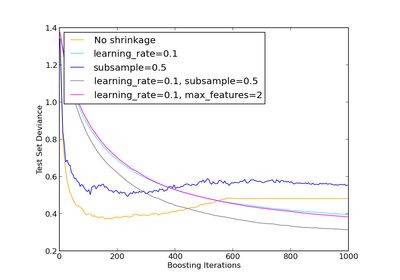 1.4
No shrinkage
learning_rate=0.1
subsample=0.5
learning_rate=0.1, subsample=0.5
learning_rate=0.1, max_features=2
1.2
1.0
0.8
0.6
0.4
0.2
Test Set Deviance
0 200 400 600 800 1000
Boosting Iterations